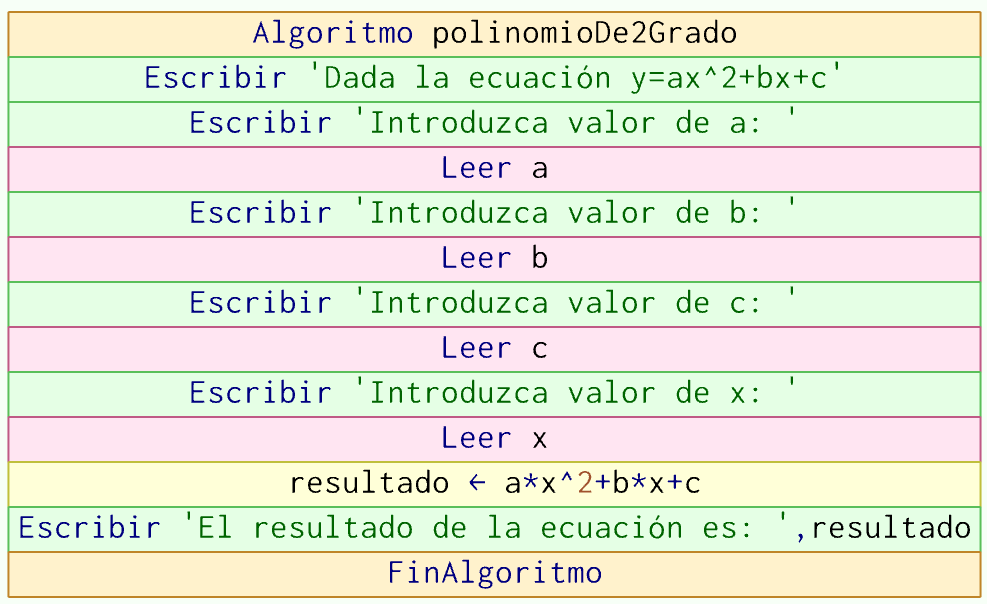 Algoritmo polinomioDe2Grado
Escribir 'Dada la ecuación y=ax^2+bx+c'
Escribir 'Introduzca valor de a: '
Leer a
Escribir 'Introduzca valor de b: '
Leer b
Escribir 'Introduzca valor de c: '
Leer c
Escribir 'Introduzca valor de x: '
Leer x
resultado ← a*x^2+b*x+c
Escribir 'El resultado de la ecuación es: ',resultado
FinAlgoritmo